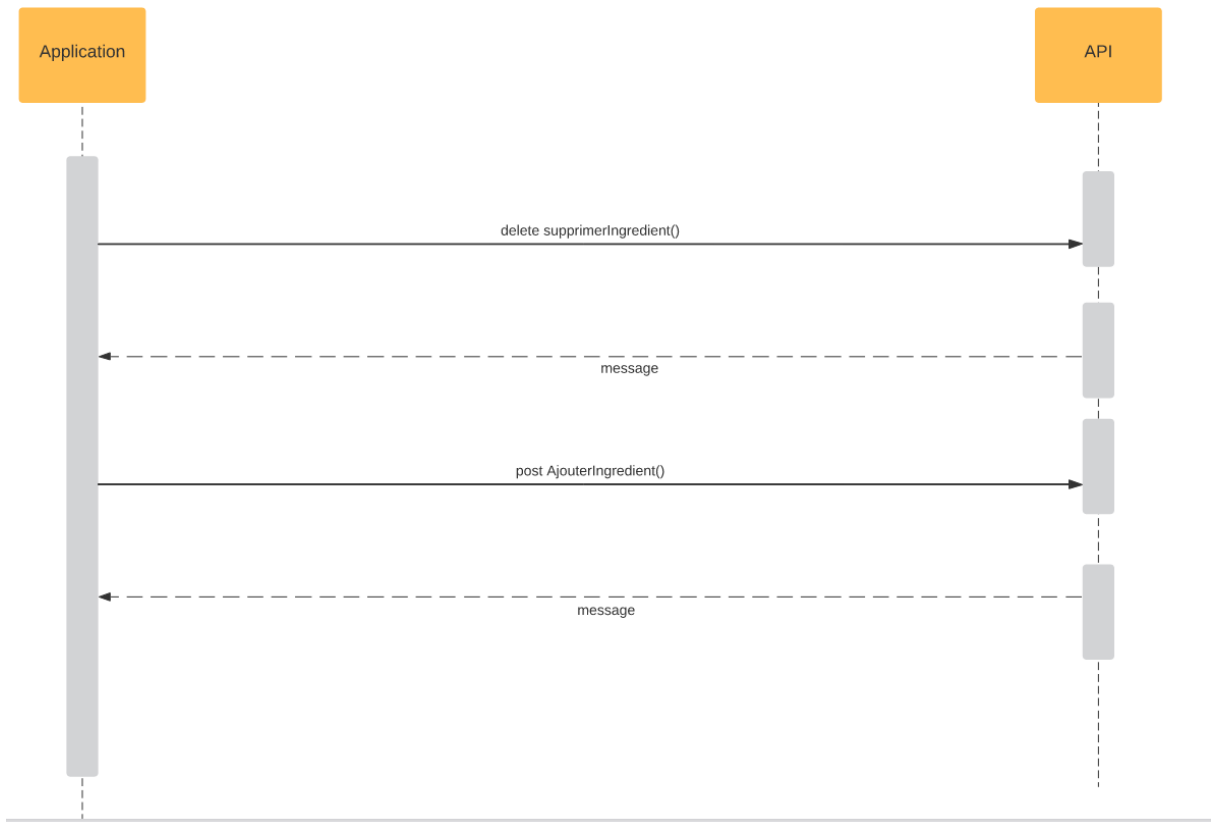 Application
API
delete supprimerIngredient()
message
post AjouterIngredient()
message